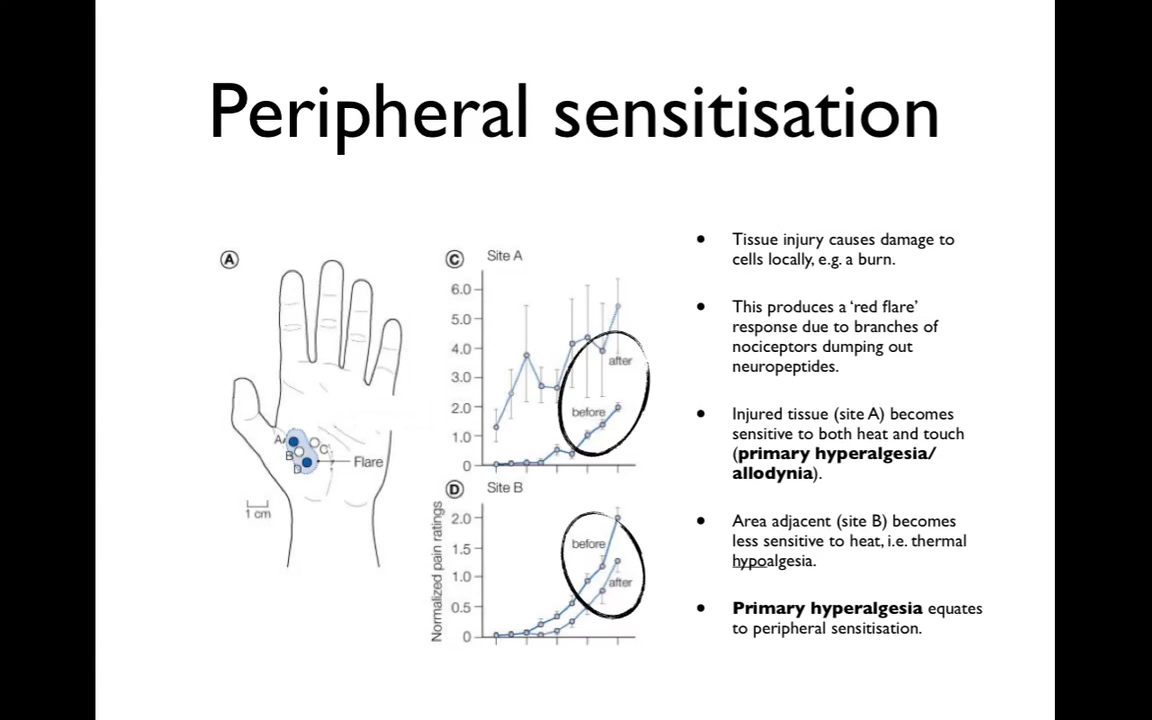 Peripheral sensitisation
A
A
B
C
D
Flare
1 cm
C Site A
6.0
5.0
4.0
3.0
2.0
1.0
0
after
before
D Site B
Normalized pain ratings
2.0
1.5
1.0
0.5
0
before
after
• Tissue injury causes damage to
cells locally, e.g. a burn.
• This produces a ‘red flare’
response due to branches of
nociceptors dumping out
neuropeptides.
• Injured tissue (site A) becomes
sensitive to both heat and touch
(primary hyperalgesia/
allodynia).
• Area adjacent (site B) becomes
less sensitive to heat, i.e. thermal
hypoalgesia.
• Primary hyperalgesia equates
to peripheral sensitisation.